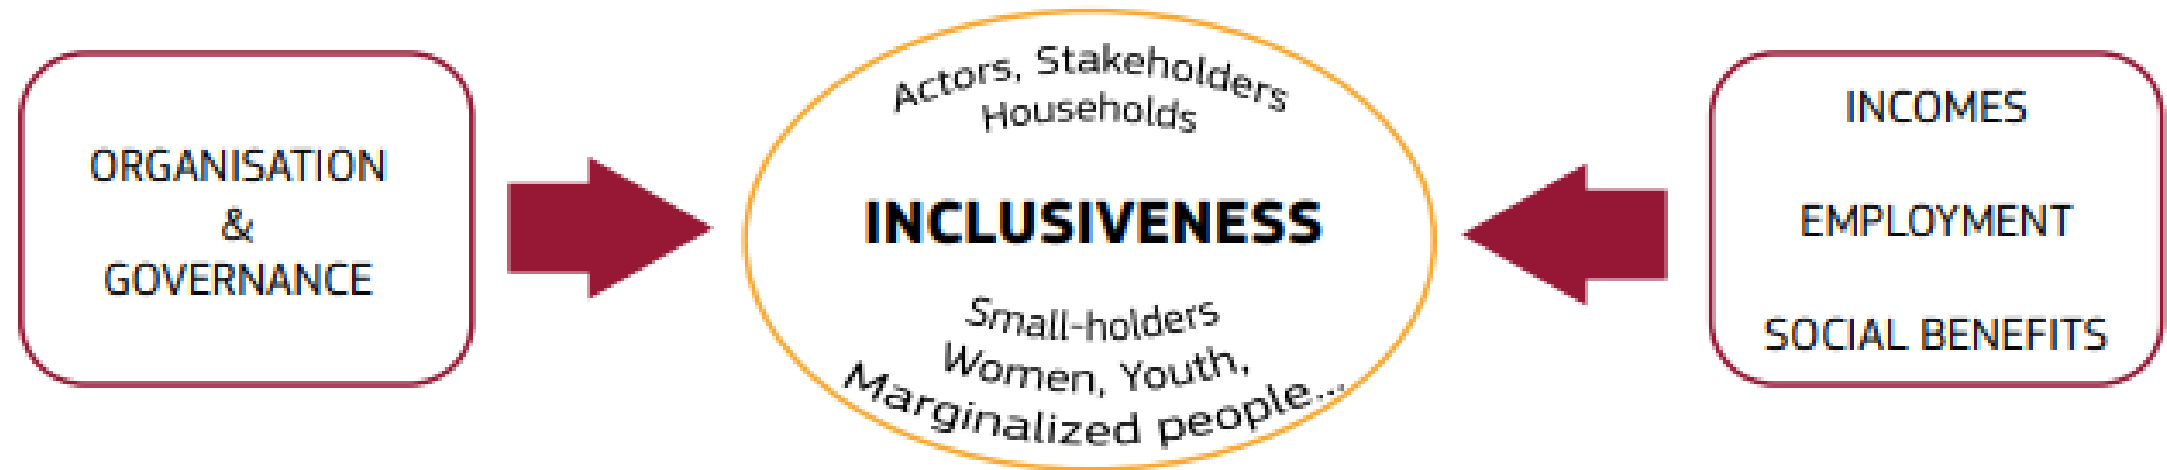 ORGANISATION
&
GOVERNANCE
Actors, Stakeholders
Households
INCLUSIVENESS
Small-holders
Women, Youth,
Marginalized people...
INCOMES
EMPLOYMENT
SOCIAL BENEFITS